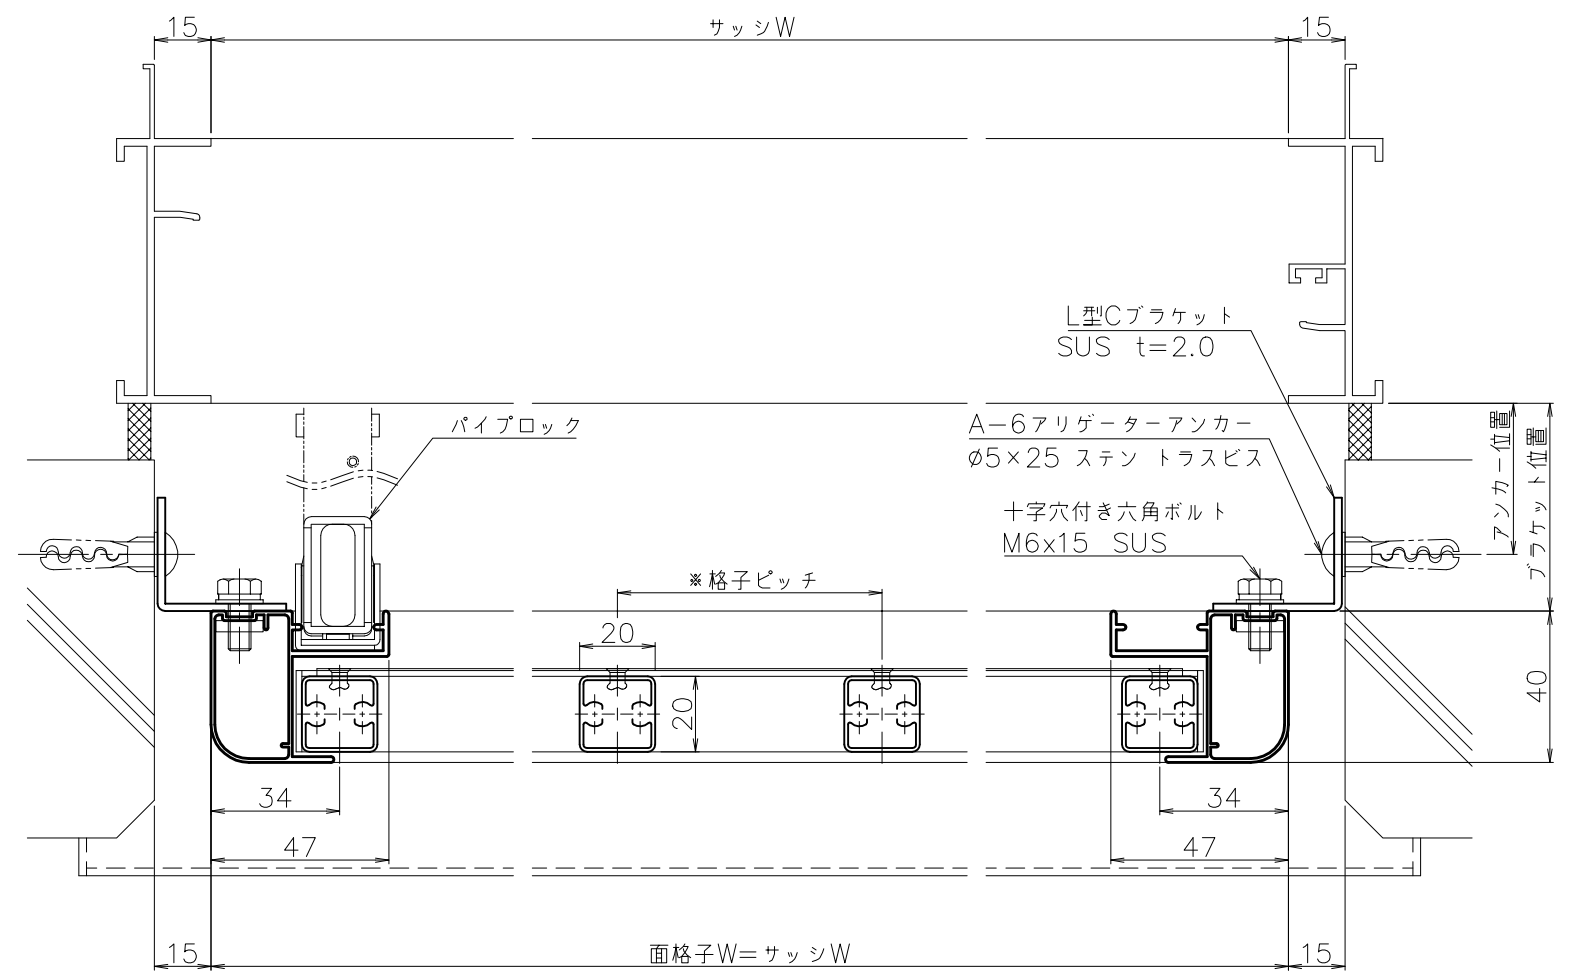 15
サッシW
15
L型Cブラケット
SUS t=2.0
パイプロック
A−6アリゲーターアンカー
φ5×25 ステン トラスビス
アンカー位置
ブラケット位置
十字穴付き六角ボルト
M6x15 SUS
※格子ピッチ
20
20
40
34
34
47
47
15
面格子W=サッシW
15